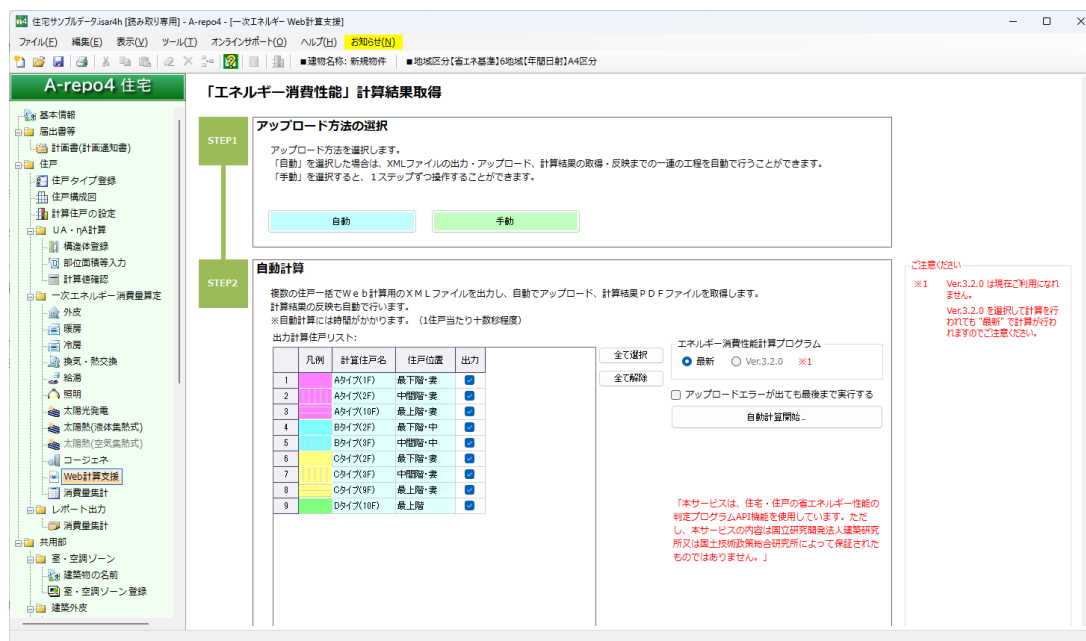 住宅サンプルデータ.isar4h [読み取り専用] - A-repo4 - [一次エネルギー Web計算支援]
ファイル(F) 編集(E) 表示(V) ツール(T) オンラインサポート(O) ヘルプ(H) お知らせ(N)
■建物名称: 新規物件 ■地域区分【省エネ基準】6地域【年間日射】A4区分
A-repo4 住宅
基本情報
届出書等
計画書(計画通知書)
住戸
住戸タイプ登録
住戸構成図
計算住戸の設定
UA・ηA計算
構造体登録
部位面積等入力
計算値確認
一次エネルギー消費量算定
外皮
暖房
冷房
換気・熱交換
給湯
照明
太陽光発電
太陽熱(液体集熱式)
太陽熱(空気集熱式)
コージェネ
Web計算支援
消費量集計
レポート出力
消費量集計
共用部
室・空調ゾーン
建築物の名前
室・空調ゾーン登録
建築外皮
「エネルギー消費性能」計算結果取得
STEP1
アップロード方法の選択
アップロード方法を選択します。
「自動」を選択した場合は、XMLファイルの出力・アップロード、計算結果の取得・反映までの一連の工程を自動で行うことができます。
「手動」を選択すると、1ステップずつ操作することができます。
自動 手動
STEP2
自動計算
複数の住戸一括でWeb計算用のXMLファイルを出力し、自動でアップロード、計算結果PDFファイルを取得します。
計算結果の反映も自動で行います。
※自動計算には時間がかかります。（1住戸当たり十数秒程度）
出力計算住戸リスト:
凡例 計算住戸名 住戸位置 出力
1 Aタイプ(1F) 最下階・妻
2 Aタイプ(2F) 中間階・妻
3 Aタイプ(10F) 最上階・妻
4 Bタイプ(2F) 最下階・中
5 Bタイプ(3F) 中間階・中
6 Cタイプ(2F) 最下階・妻
7 Cタイプ(3F) 中間階・妻
8 Cタイプ(9F) 最上階・妻
9 Dタイプ(10F) 最上階
全て選択
全て解除
エネルギー消費性能計算プログラム
最新 Ver.3.2.0 ※1
アップロードエラーが出ても最後まで実行する
自動計算開始...
「本サービスは、住宅・住戸の省エネルギー性能の
判定プログラムAPI機能を使用しています。ただ
し、本サービスの内容は国立研究開発法人建築研究
所又は国土技術政策総合研究所によって保証された
ものではありません。」
ご注意ください
※1 Ver.3.2.0 は現在ご利用になれ
ません。
Ver.3.2.0 を選択して計算を行
われても "最新" で計算が行わ
れますのでご注意ください。